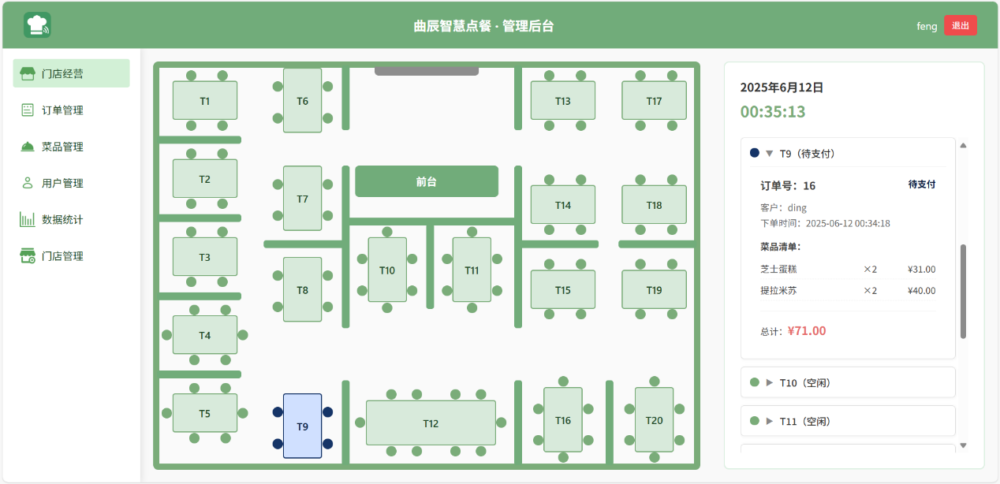 曲辰智慧点餐 · 管理后台
feng
退出
门店经营
订单管理
菜品管理
用户管理
数据统计
门店管理
T1
T6
T13
T17
T2
T7
前台
T14
T18
T3
T10
T11
T8
T15
T19
T4
T5
T9
T12
T16
T20
2025年6月12日
00:35:13
▼ T9（待支付）
订单号：16 待支付
客户：ding
下单时间：2025-06-12 00:34:18
菜品清单：
芝士蛋糕 ×2 ¥31.00
提拉米苏 ×2 ¥40.00
总计：¥71.00
▶ T10（空闲）
▶ T11（空闲）